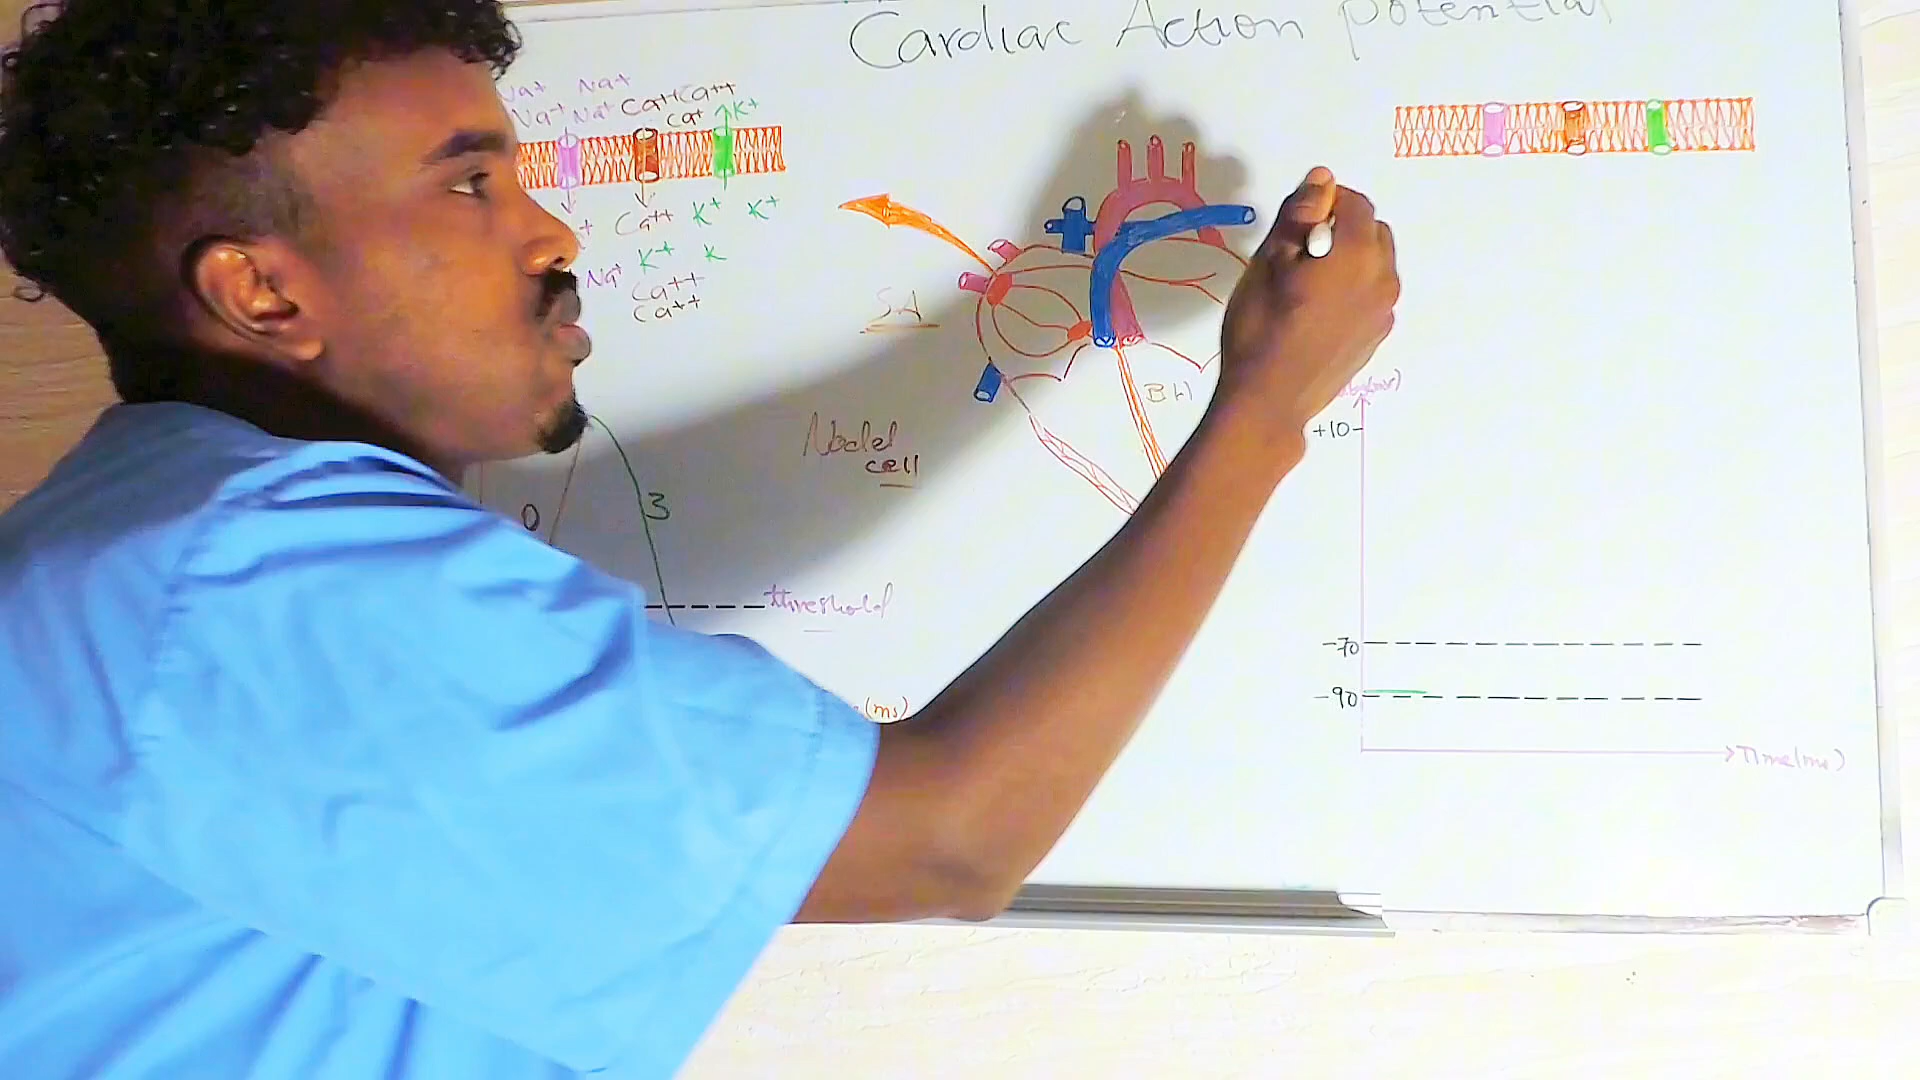 Cardiac Action potential
Na+ Na+
Na+ Na+ Ca++ Ca++
Ca+ K+
Ca++ K+ K+
Na+ K+ K
Ca++
Ca++
SA
BH
Nodel
cell
0
3
threshold
(ms)
+10
-70
-90
Time(ms)